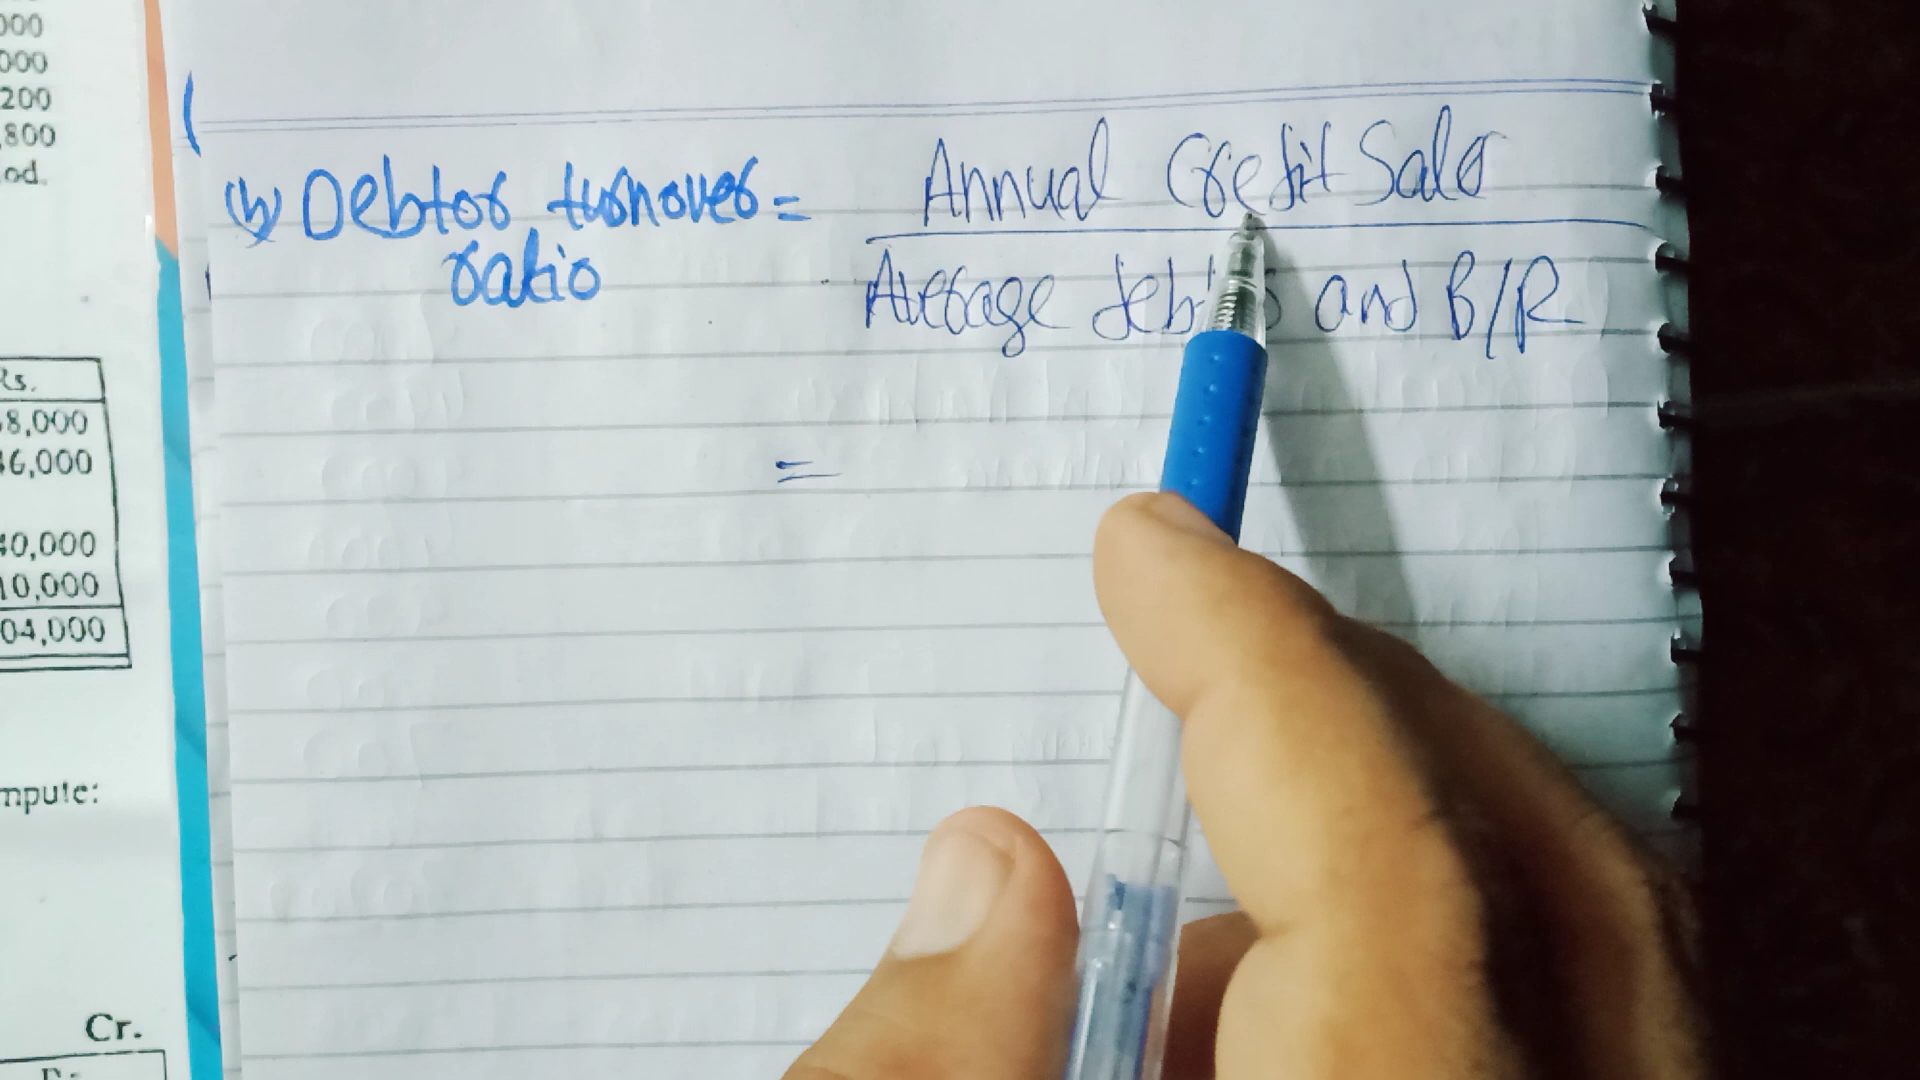 000
000
200
,800
od.
Rs.
8,000
6,000
40,000
10,000
04,000
mpute:
Cr.
(b) Debtor turnover =
ratio
Annual Credit Sales
Average debtors and B/R
=